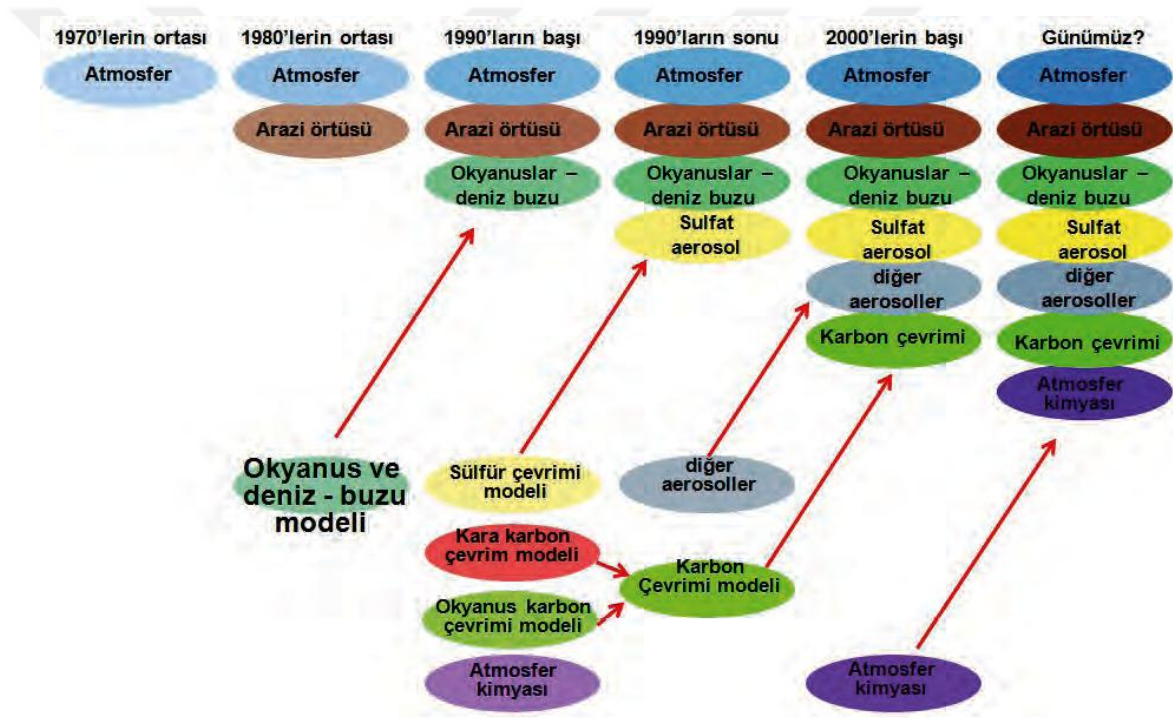 1970’lerin ortası
1980’lerin ortası
1990’ların başı
1990’ların sonu
2000’lerin başı
Günümüz?
Atmosfer
Atmosfer
Atmosfer
Atmosfer
Atmosfer
Atmosfer
Arazi örtüsü
Arazi örtüsü
Arazi örtüsü
Arazi örtüsü
Arazi örtüsü
Okyanuslar –
deniz buzu
Okyanuslar –
deniz buzu
Okyanuslar –
deniz buzu
Okyanuslar –
deniz buzu
Sulfat
aerosol
Sulfat
aerosol
Sulfat
aerosol
diğer
aerosoller
diğer
aerosoller
Karbon çevrimi
Karbon çevrimi
Atmosfer
kimyası
Okyanus ve
deniz - buzu
modeli
Sülfür çevrimi
modeli
diğer
aerosoller
Kara karbon
çevrim modeli
Karbon
Çevrimi modeli
Okyanus karbon
çevrimi modeli
Atmosfer
kimyası
Atmosfer
kimyası